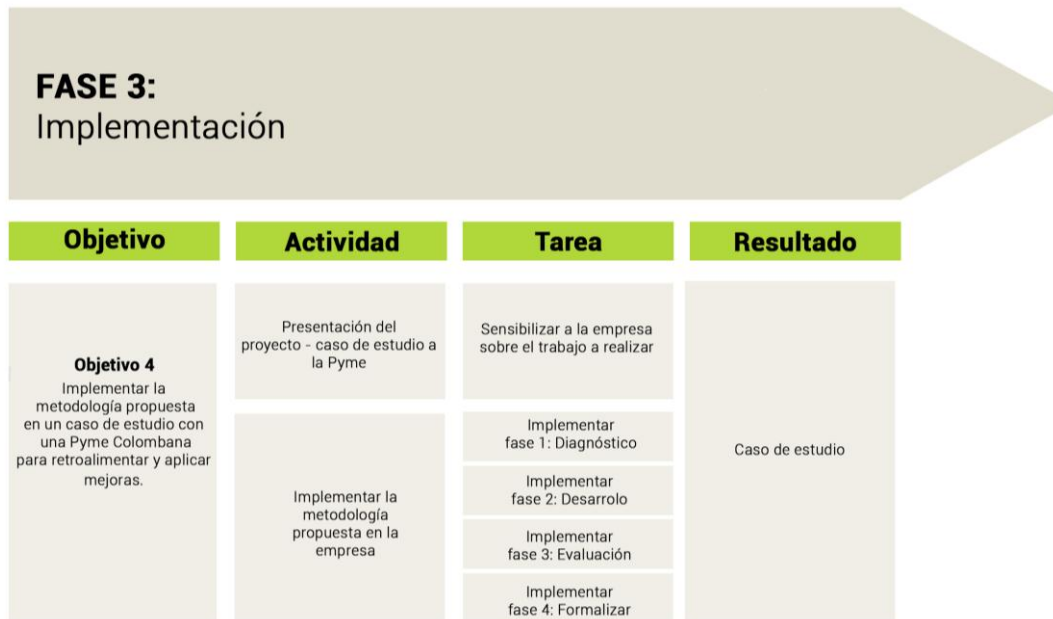 FASE 3:
Implementación
Objetivo
Actividad
Tarea
Resultado
Objetivo 4
Implementar la
metodología propuesta
en un caso de estudio con
una Pyme Colombana
para retroalimentar y aplicar
mejoras.
Presentación del
proyecto - caso de estudio a
la Pyme
Implementar la
metodología
propuesta en la
empresa
Sensibilizar a la empresa
sobre el trabajo a realizar
Implementar
fase 1: Diagnóstico
Implementar
fase 2: Desarrolo
Implementar
fase 3: Evaluación
Implementar
fase 4: Formalizar
Caso de estudio